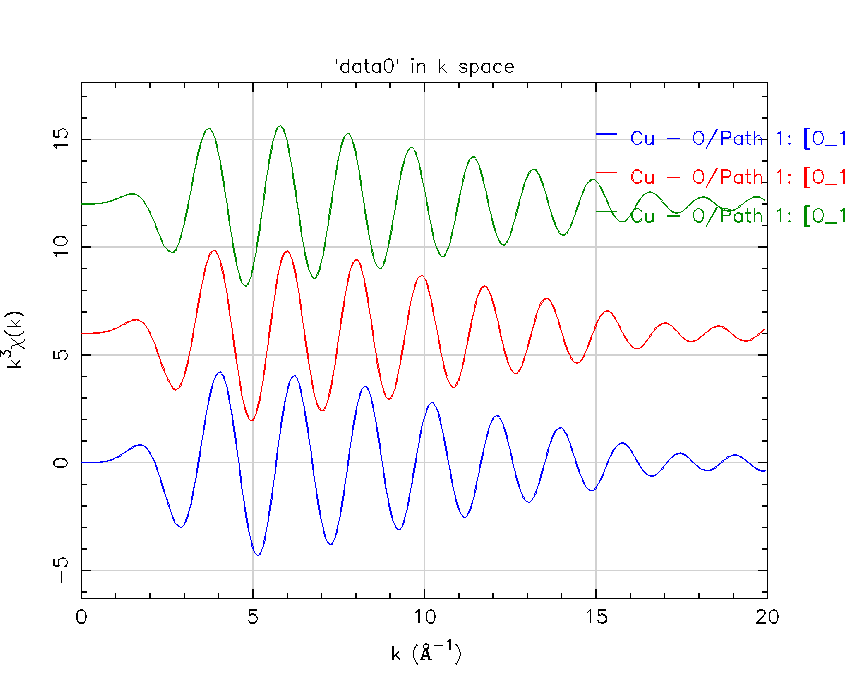 'data0' in k space
Cu − O/Path 1: [O_1
Cu − O/Path 1: [O_1
Cu − O/Path 1: [O_1
15
10
5
0
−5
k³χ(k)
0 5 10 15 20
k (Å⁻¹)